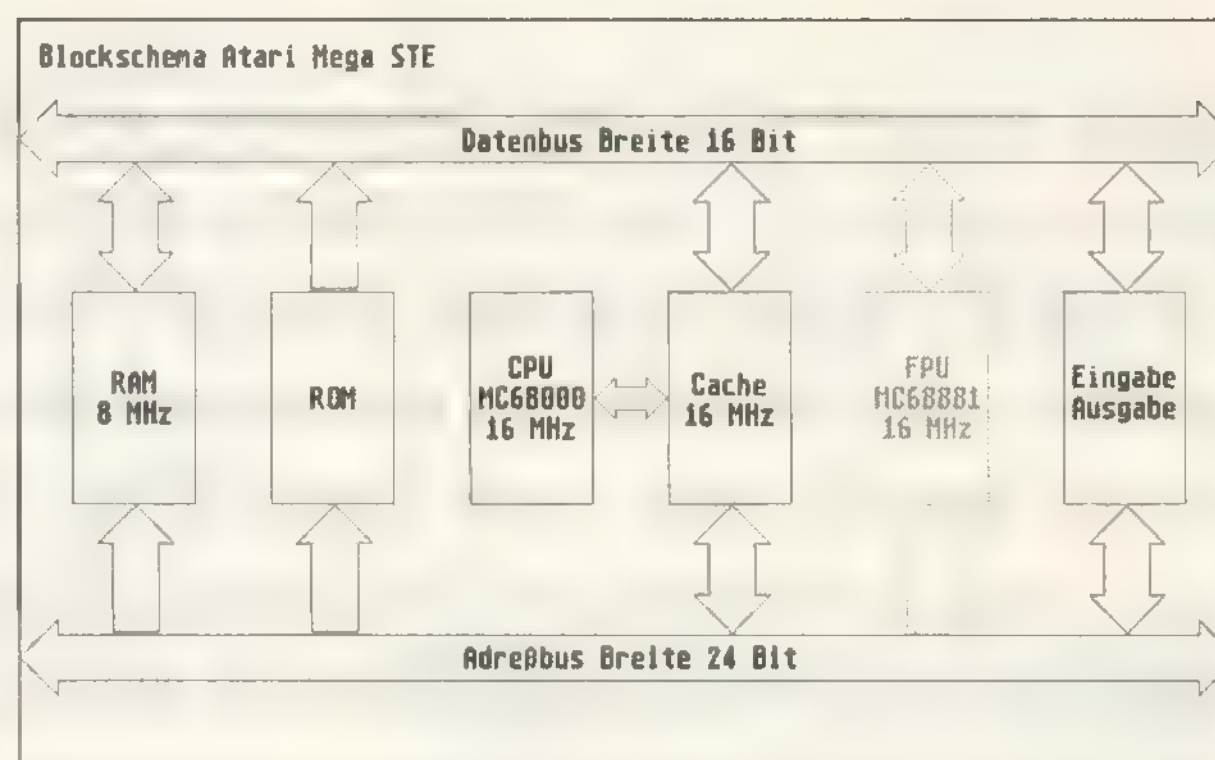 Blockschema Atari Mega STE
Datenbus Breite 16 Bit
RAM
8 MHz
ROM
CPU
MC68000
16 MHz
Cache
16 MHz
FPU
MC68881
16 MHz
Eingabe
Ausgabe
Adreßbus Breite 24 Bit